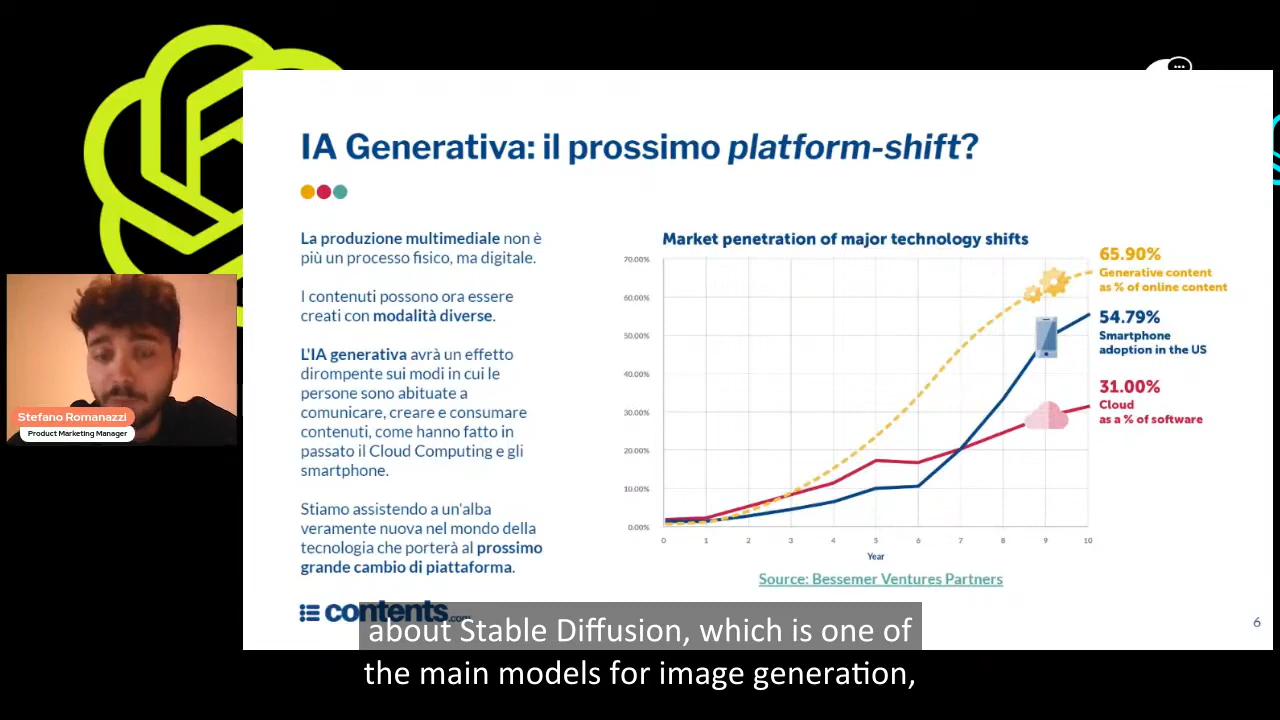 IA Generativa: il prossimo platform-shift?
La produzione multimediale non è
più un processo fisico, ma digitale.
I contenuti possono ora essere
creati con modalità diverse.
L'IA generativa avrà un effetto
dirompente sui modi in cui le
persone sono abituate a
comunicare, creare e consumare
contenuti, come hanno fatto in
passato il Cloud Computing e gli
smartphone.
Stiamo assistendo a un'alba
veramente nuova nel mondo della
tecnologia che porterà al prossimo
grande cambio di piattaforma.
Market penetration of major technology shifts
70.00%
60.00%
50.00%
40.00%
30.00%
20.00%
10.00%
0.00%
0 1 2 3 4 5 6 7 8 9 10
Year
65.90%
Generative content
as % of online content
54.79%
Smartphone
adoption in the US
31.00%
Cloud
as a % of software
Source: Bessemer Ventures Partners
Stefano Romanazzi
Product Marketing Manager
contents.com
6
about Stable Diffusion, which is one of
the main models for image generation,